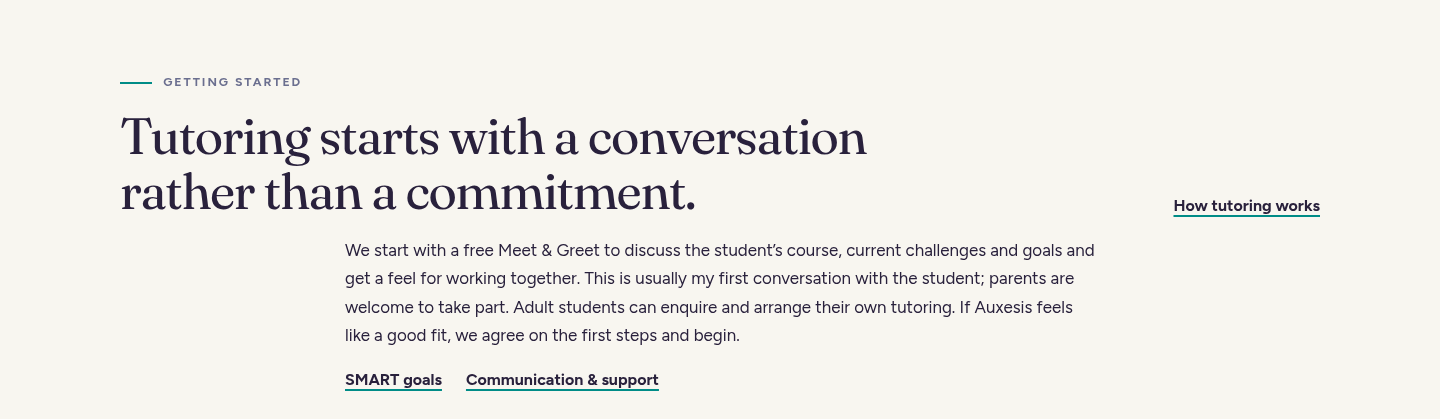 GETTING STARTED
Tutoring starts with a conversation
rather than a commitment.
How tutoring works
We start with a free Meet & Greet to discuss the student’s course, current challenges and goals and
get a feel for working together. This is usually my first conversation with the student; parents are
welcome to take part. Adult students can enquire and arrange their own tutoring. If Auxesis feels
like a good fit, we agree on the first steps and begin.
SMART goals Communication & support